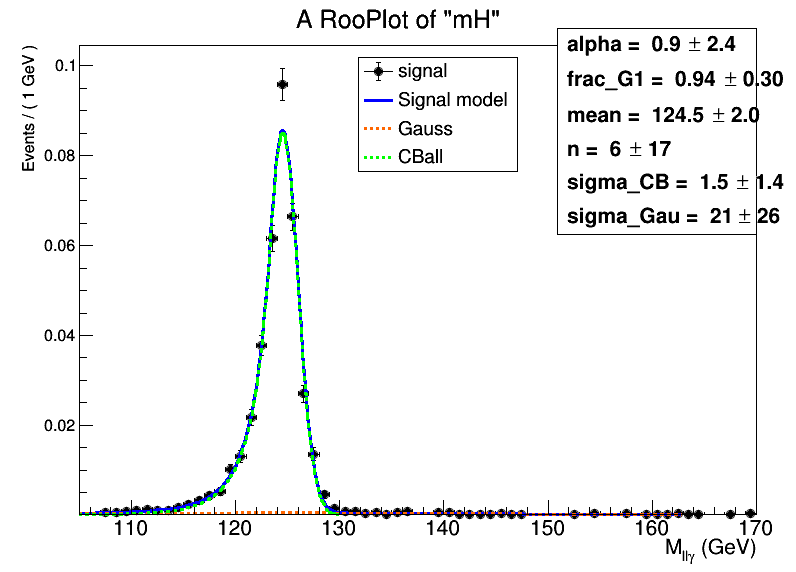 A RooPlot of "mH"
Events / ( 1 GeV )
0.1
0.08
0.06
0.04
0.02
signal
Signal model
Gauss
CBall
alpha = 0.9 ± 2.4
frac_G1 = 0.94 ± 0.30
mean = 124.5 ± 2.0
n = 6 ± 17
sigma_CB = 1.5 ± 1.4
sigma_Gau = 21 ± 26
110 120 130 140 150 160 170
M_llγ (GeV)